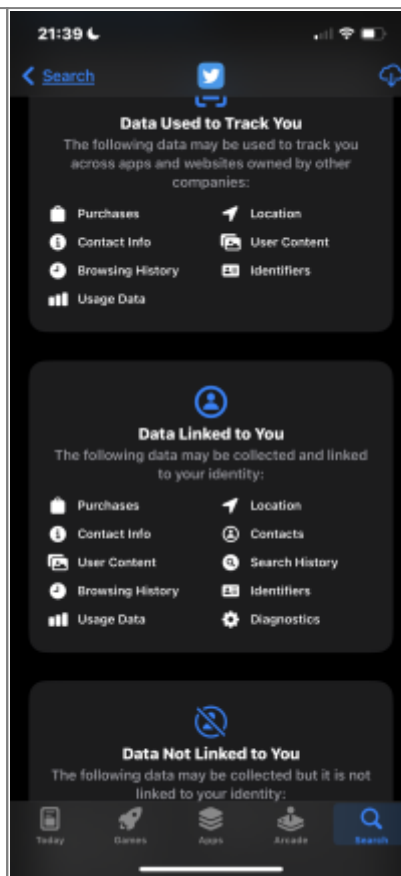 21:39
Search
Data Used to Track You
The following data may be used to track you
across apps and websites owned by other
companies:
Purchases
Location
Contact Info
User Content
Browsing History
Identifiers
Usage Data
Data Linked to You
The following data may be collected and linked
to your identity:
Purchases
Location
Contact Info
Contacts
User Content
Search History
Browsing History
Identifiers
Usage Data
Diagnostics
Data Not Linked to You
The following data may be collected but it is not
linked to your identity:
Today
Games
Apps
Arcade
Search